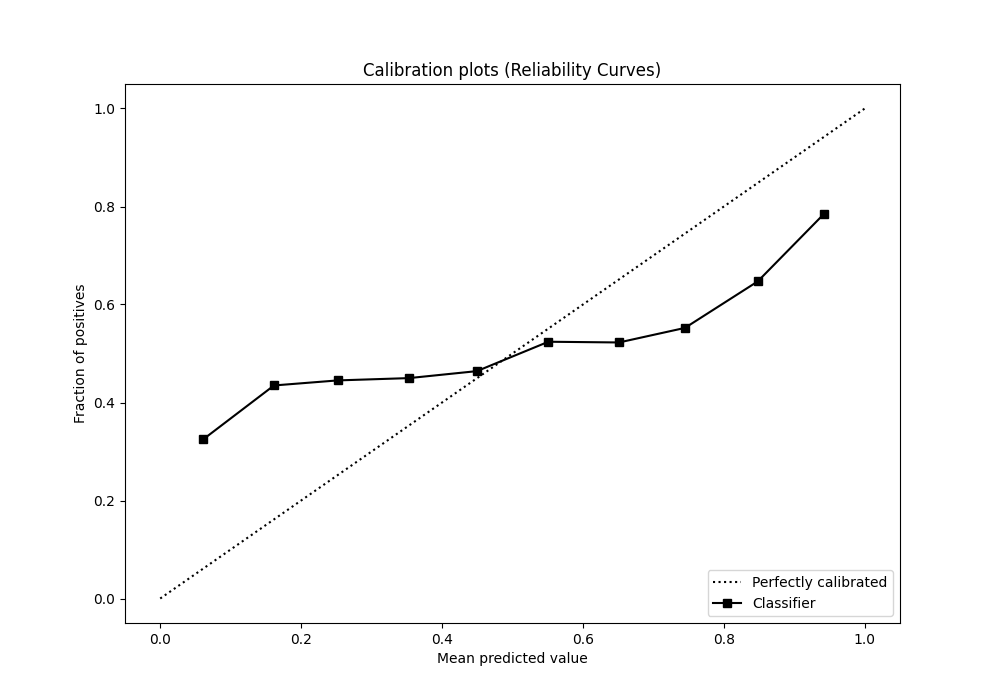 Calibration plots (Reliability Curves)
1.0
0.8
0.6
0.4
0.2
0.0
Fraction of positives
0.0 0.2 0.4 0.6 0.8 1.0
Mean predicted value
Perfectly calibrated
Classifier